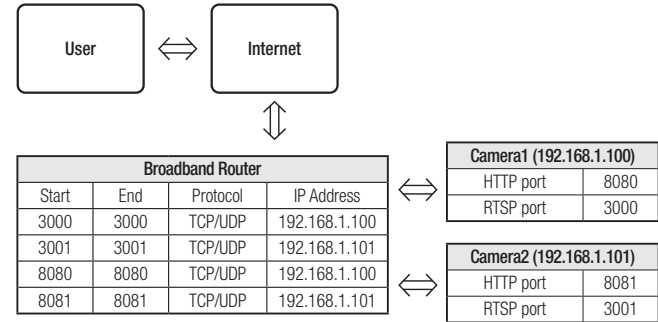 User
Internet
Broadband Router
Start End Protocol IP Address
3000 3000 TCP/UDP 192.168.1.100
3001 3001 TCP/UDP 192.168.1.101
8080 8080 TCP/UDP 192.168.1.100
8081 8081 TCP/UDP 192.168.1.101
Camera1 (192.168.1.100)
HTTP port 8080
RTSP port 3000
Camera2 (192.168.1.101)
HTTP port 8081
RTSP port 3001